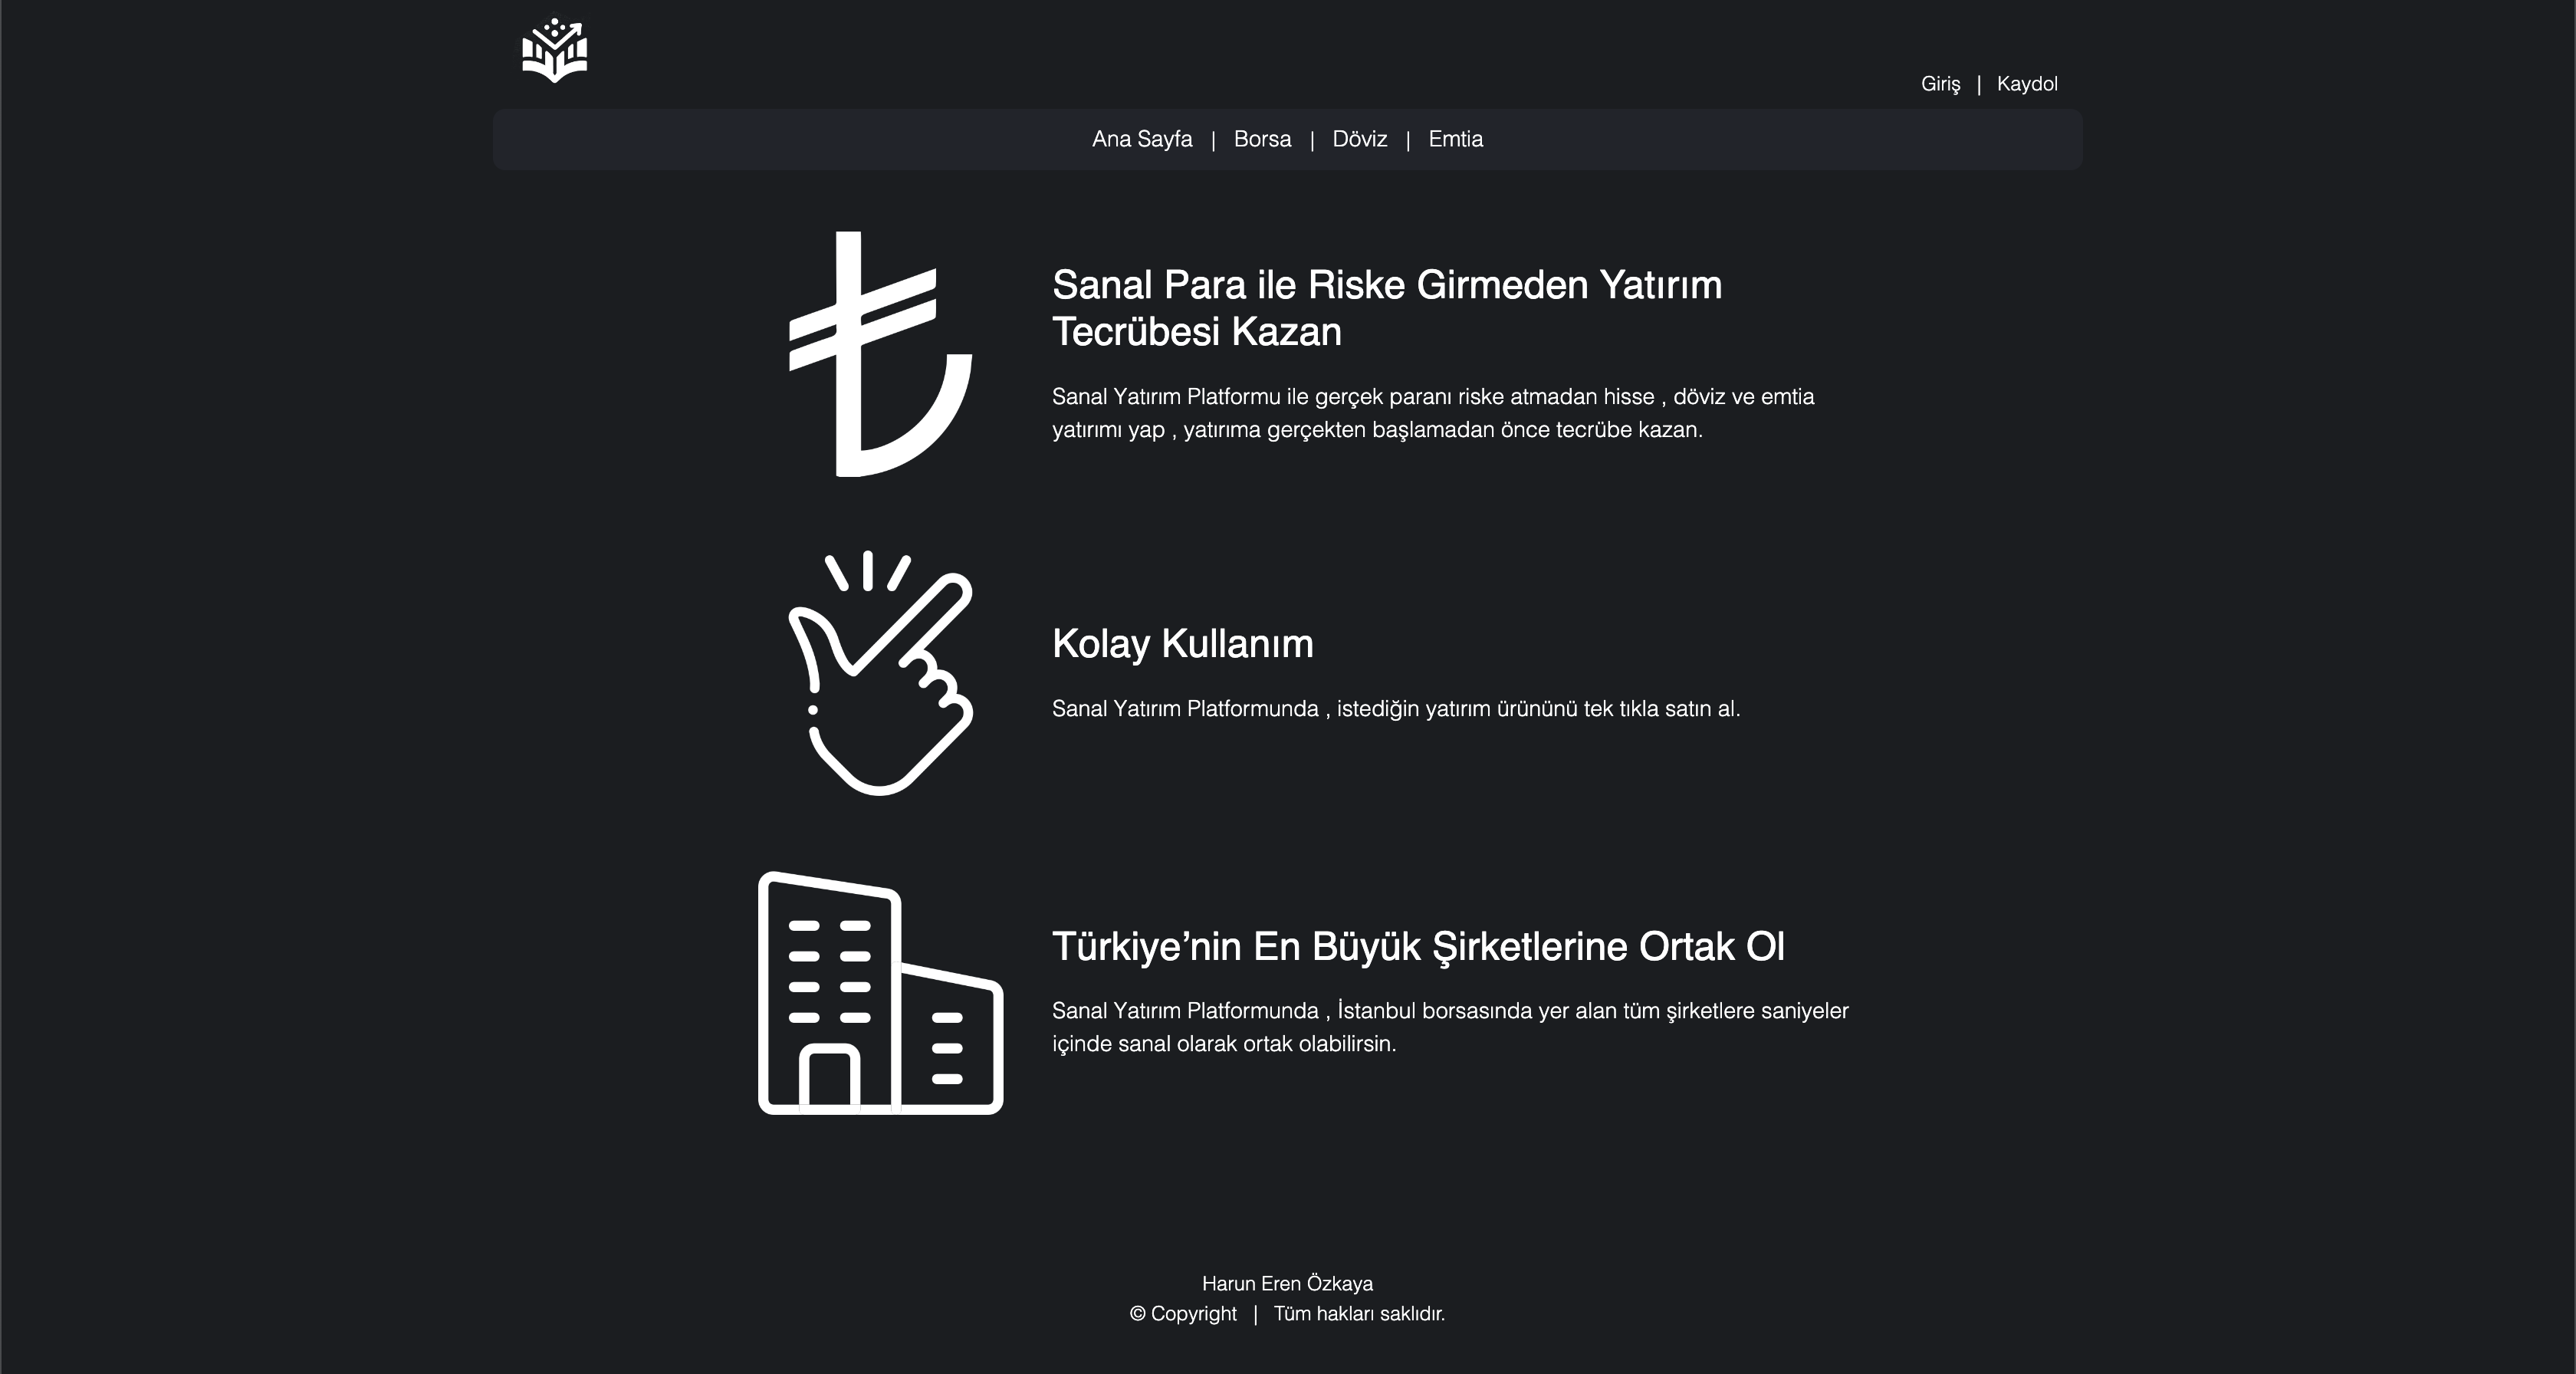 Giriş | Kaydol
Ana Sayfa | Borsa | Döviz | Emtia
Sanal Para ile Riske Girmeden Yatırım
Tecrübesi Kazan
Sanal Yatırım Platformu ile gerçek paranı riske atmadan hisse , döviz ve emtia
yatırımı yap , yatırıma gerçekten başlamadan önce tecrübe kazan.
Kolay Kullanım
Sanal Yatırım Platformunda , istediğin yatırım ürününü tek tıkla satın al.
Türkiye’nin En Büyük Şirketlerine Ortak Ol
Sanal Yatırım Platformunda , İstanbul borsasında yer alan tüm şirketlere saniyeler
içinde sanal olarak ortak olabilirsin.
Harun Eren Özkaya
© Copyright | Tüm hakları saklıdır.